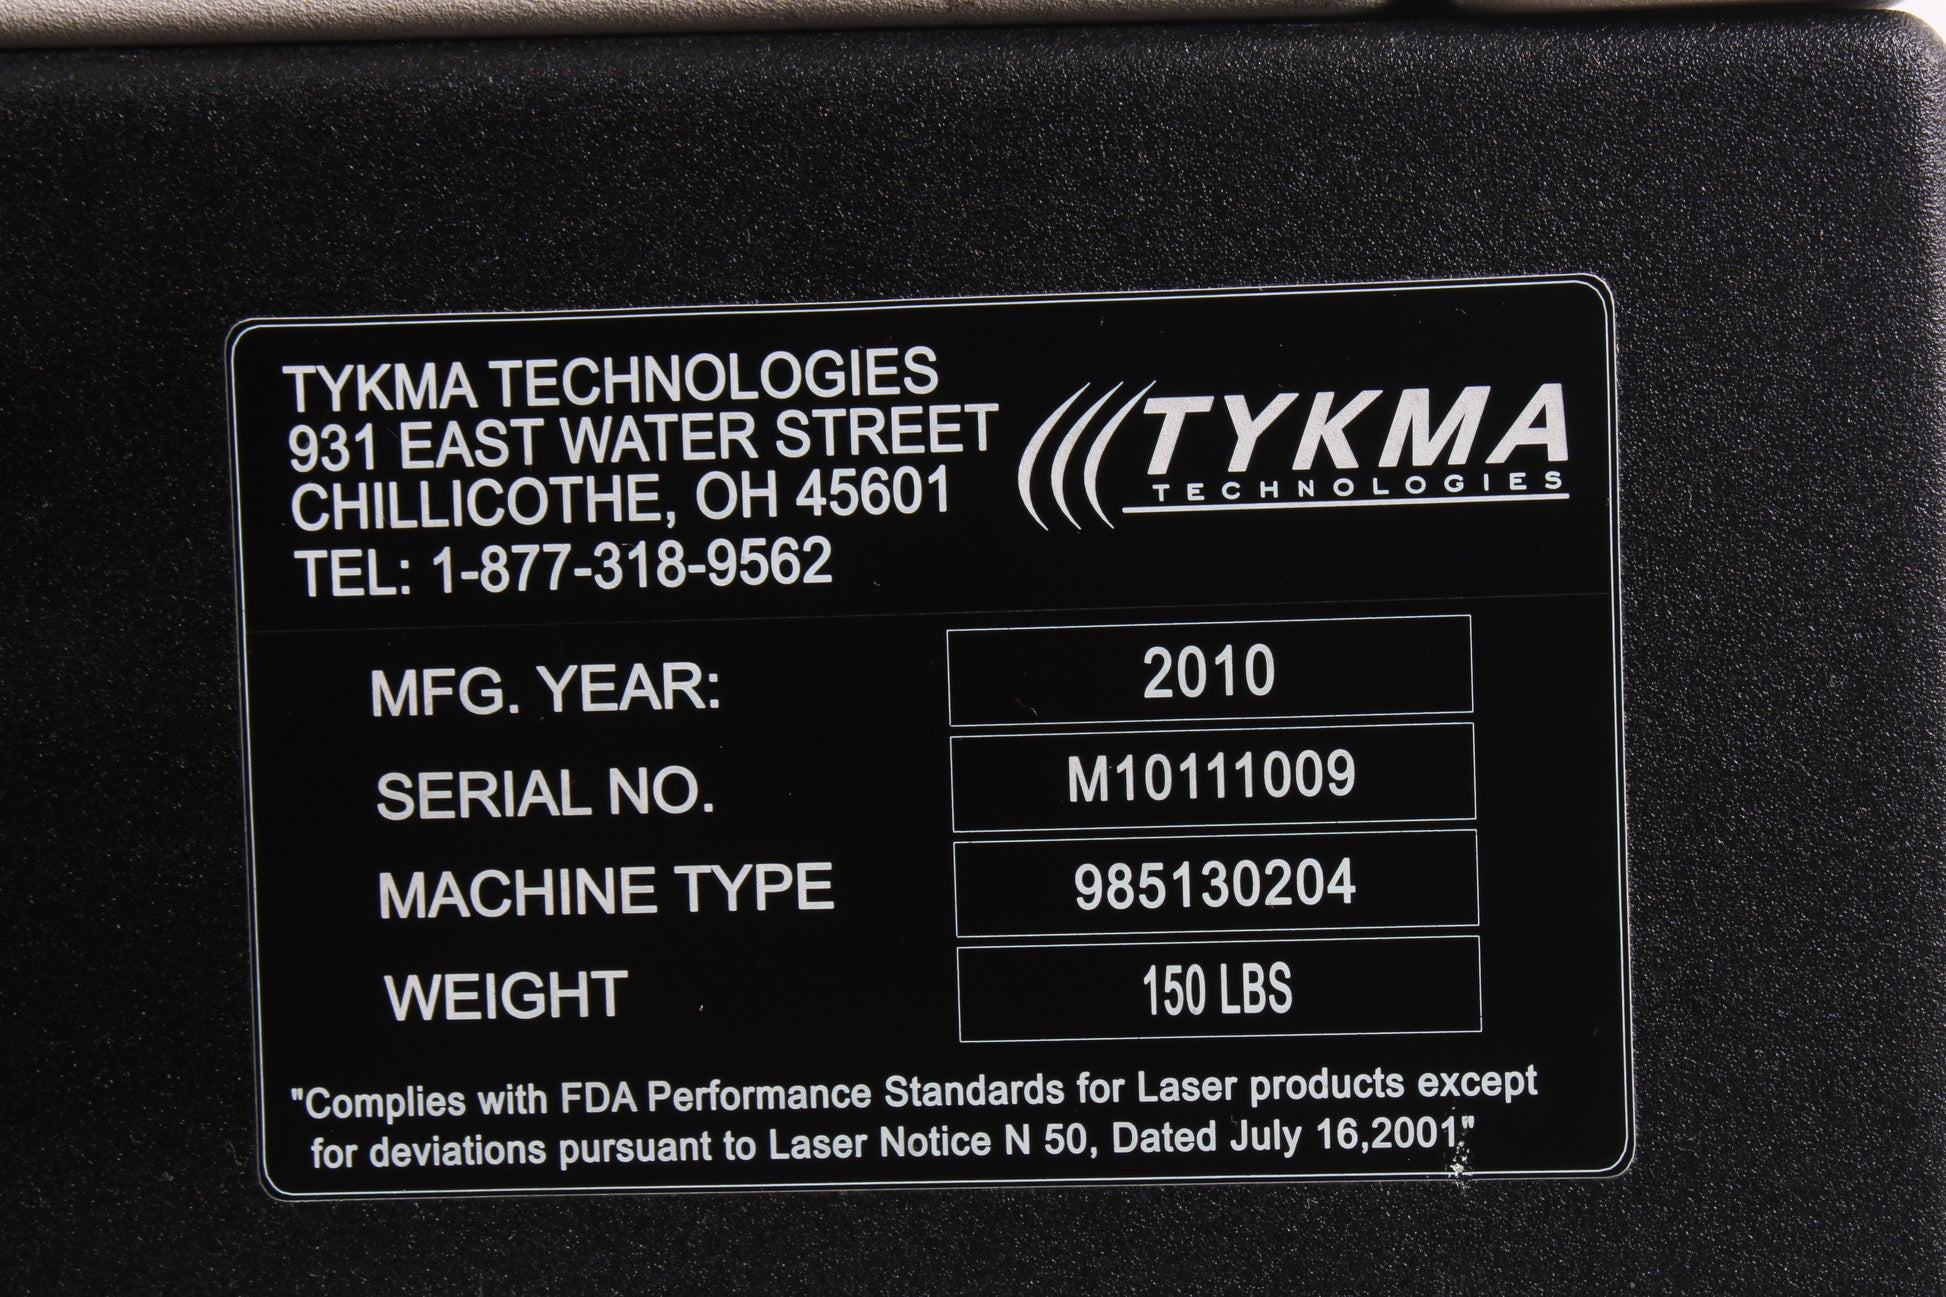 TYKMA TECHNOLOGIES
931 EAST WATER STREET
CHILLICOTHE, OH 45601
TEL: 1-877-318-9562
TYKMA
TECHNOLOGIES
MFG. YEAR: 2010
SERIAL NO. M10111009
MACHINE TYPE 985130204
WEIGHT 150 LBS
"Complies with FDA Performance Standards for Laser products except
for deviations pursuant to Laser Notice N 50, Dated July 16,2001."